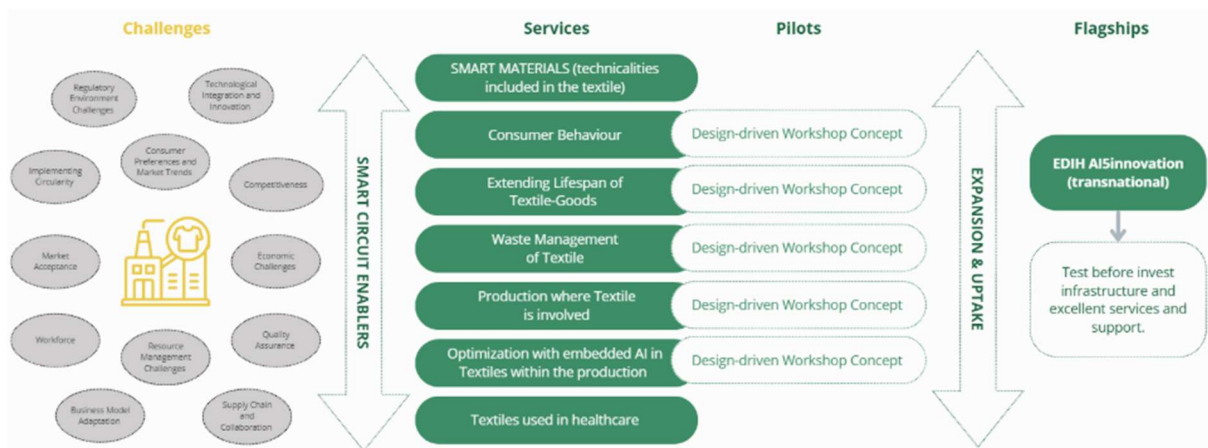 Challenges
Regulatory
Environment
Challenges
Technological
Integration and
Innovation
Implementing
Circularity
Consumer
Preferences and
Market Trends
Competitiveness
Market
Acceptance
Economic
Challenges
Workforce
Resource
Management
Challenges
Quality
Assurance
Business Model
Adaptation
Supply Chain
and
Collaboration
SMART CIRCUIT ENABLERS
Services
SMART MATERIALS (technicalities
included in the textile)
Consumer Behaviour
Extending Lifespan of
Textile-Goods
Waste Management
of Textile
Production where Textile
is involved
Optimization with embedded AI in
Textiles within the production
Textiles used in healthcare
Pilots
Design-driven Workshop Concept
Design-driven Workshop Concept
Design-driven Workshop Concept
Design-driven Workshop Concept
Design-driven Workshop Concept
EXPANSION & UPTAKE
Flagships
EDIH AI5innovation
(transnational)
Test before invest
infrastructure and
excellent services and
support.